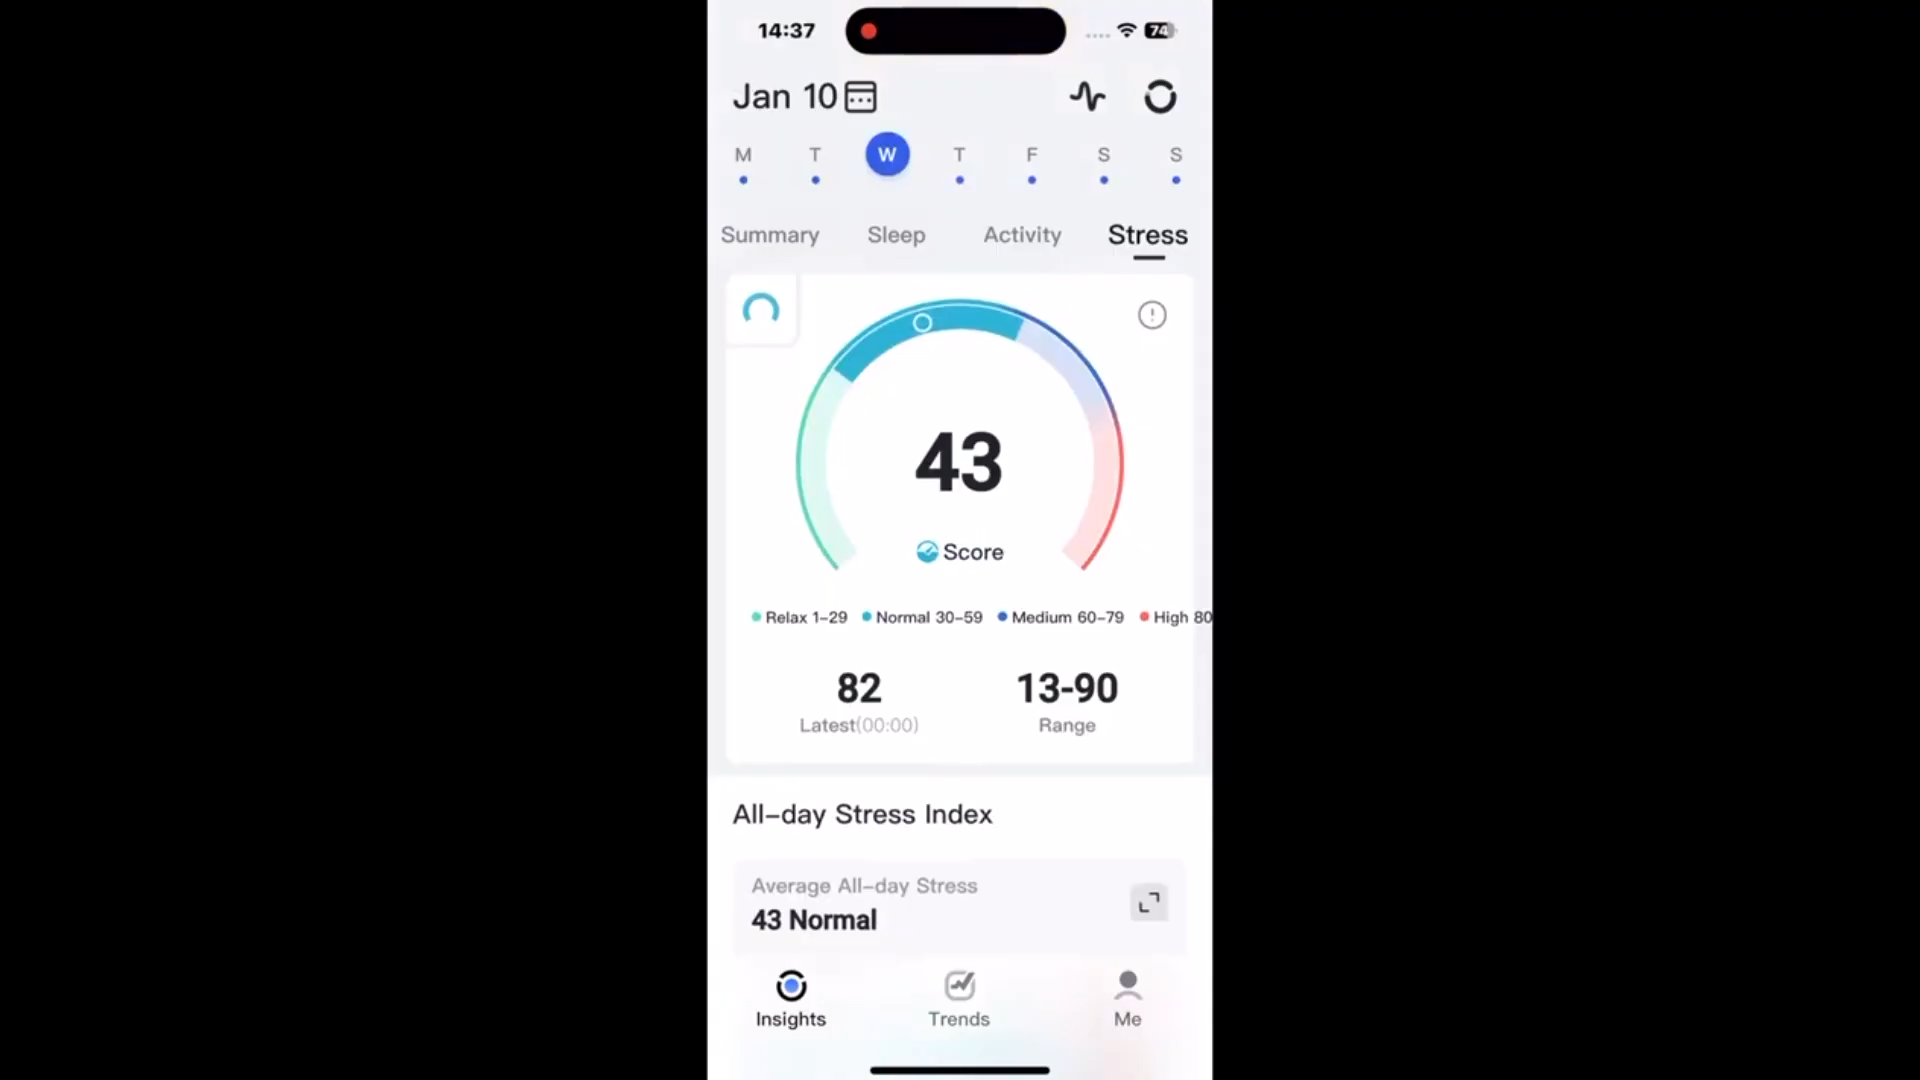 14:37 74
Jan 10
M T W T F S S
Summary Sleep Activity Stress
43
Score
Relax 1–29 Normal 30–59 Medium 60–79 High 80
82 13-90
Latest(00:00) Range
All–day Stress Index
Average All–day Stress
43 Normal
Insights Trends Me